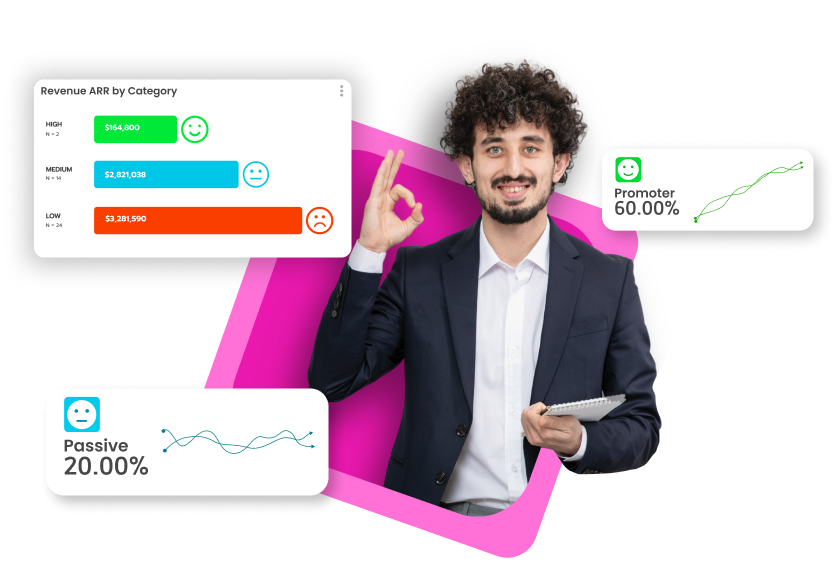 Revenue ARR by Category
HIGH
N = 2
$164,800
MEDIUM
N = 14
$2,821,038
LOW
N = 24
$3,281,590
Promoter
60.00%
Passive
20.00%